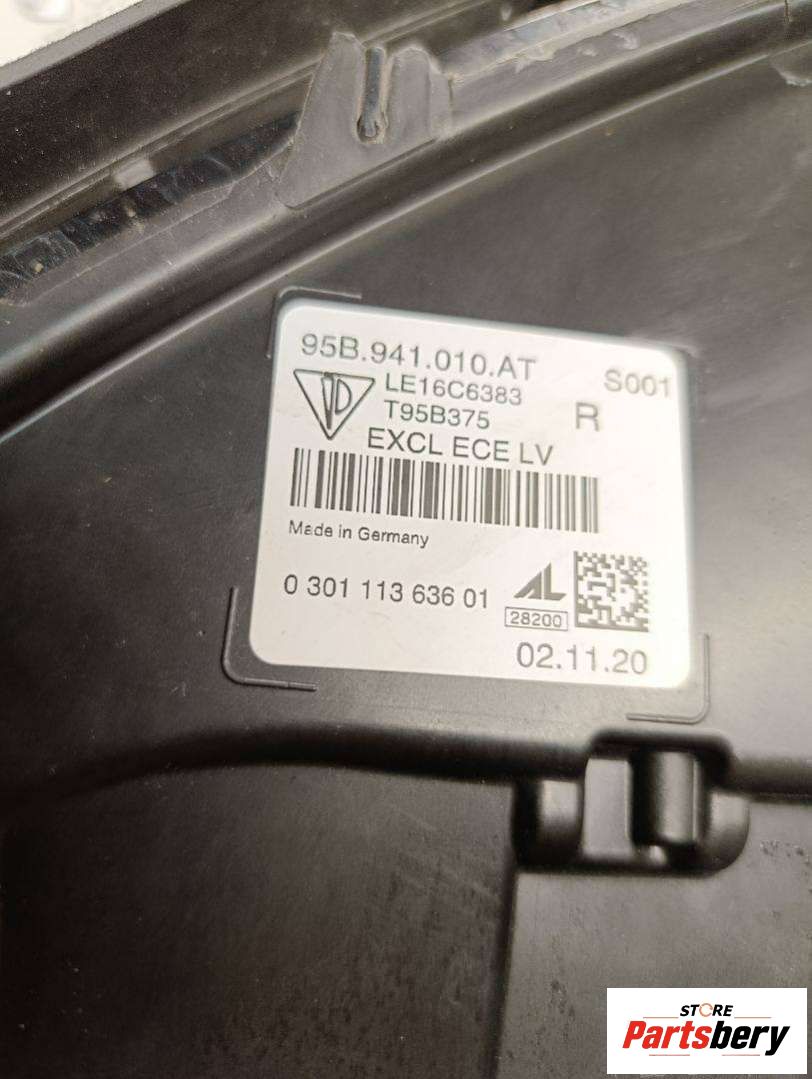 95B.941.010.AT
S001
LE16C6383
T95B375
R
EXCL ECE LV
Made in Germany
0 301 113 636 01
AL
28200
02.11.20
STORE
Partsbery